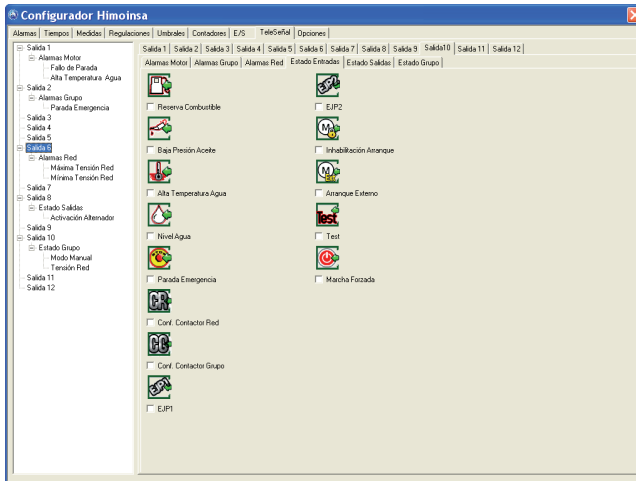 Configurador Himoinsa
Alarmas Tiempos Medidas Regulaciones Umbrales Contadores E/S TeleSeñal Opciones
Salida 1
Alarmas Motor
Fallo de Parada
Alta Temperatura Agua
Salida 2
Alarmas Grupo
Parada Emergencia
Salida 3
Salida 4
Salida 5
Salida 6
Alarmas Red
Máxima Tensión Red
Mínima Tensión Red
Salida 7
Salida 8
Estado Salidas
Activación Alternador
Salida 9
Salida 10
Estado Grupo
Modo Manual
Tensión Red
Salida 11
Salida 12
Salida 1 Salida 2 Salida 3 Salida 4 Salida 5 Salida 6 Salida 7 Salida 8 Salida 9 Salida10 Salida 11 Salida 12
Alarmas Motor Alarmas Grupo Alarmas Red Estado Entradas Estado Salidas Estado Grupo
Reserva Combustible
Baja Presión Aceite
Alta Temperatura Agua
Nivel Agua
Parada Emergencia
CR
Conf. Contactor Red
CG
Conf. Contactor Grupo
EJP1
EJP1
EJP2
EJP2
M
Inhabilitación Arranque
M
Arranque Externo
Test
Test
Marcha Forzada